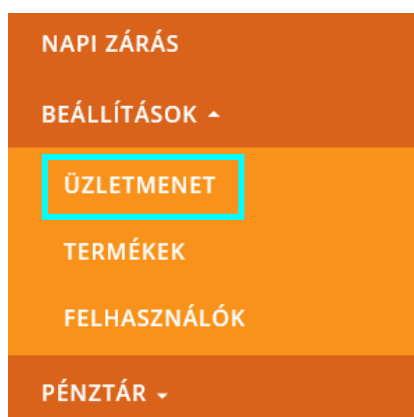 NAPI ZÁRÁS
BEÁLLÍTÁSOK
ÜZLETMENET
TERMÉKEK
FELHASZNÁLÓK
PÉNZTÁR